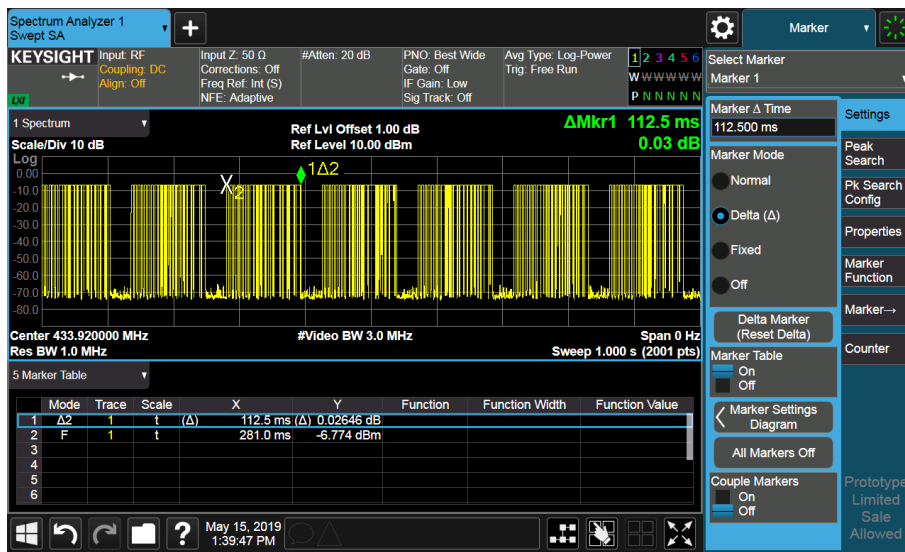 Spectrum Analyzer 1
Swept SA
Marker
KEYSIGHT
Input: RF
Coupling: DC
Align: Off
Input Z: 50 Ω
Corrections: Off
Freq Ref: Int (S)
NFE: Adaptive
#Atten: 20 dB
PNO: Best Wide
Gate: Off
IF Gain: Low
Sig Track: Off
Avg Type: Log-Power
Trig: Free Run
1 2 3 4 5 6
W W W W W W
P N N N N N
LXI
Select Marker
Marker 1
1 Spectrum
Scale/Div 10 dB
Ref Lvl Offset 1.00 dB
Ref Level 10.00 dBm
ΔMkr1 112.5 ms
0.03 dB
Log
0.00
-10.0
-20.0
-30.0
-40.0
-50.0
-60.0
-70.0
-80.0
X2
1Δ2
Center 433.920000 MHz
Res BW 1.0 MHz
#Video BW 3.0 MHz
Span 0 Hz
Sweep 1.000 s (2001 pts)
5 Marker Table
Mode Trace Scale X Y Function Function Width Function Value
1 Δ2 1 t (Δ) 112.5 ms (Δ) 0.02646 dB
2 F 1 t 281.0 ms -6.774 dBm
3
4
5
6
Marker Δ Time
112.500 ms
Marker Mode
Normal
Delta (Δ)
Fixed
Off
Delta Marker
(Reset Delta)
Marker Table
On
Off
Marker Settings
Diagram
All Markers Off
Couple Markers
On
Off
Settings
Peak
Search
Pk Search
Config
Properties
Marker
Function
Marker→
Counter
Prototype
Limited
Sale
Allowed
?
May 15, 2019
1:39:47 PM